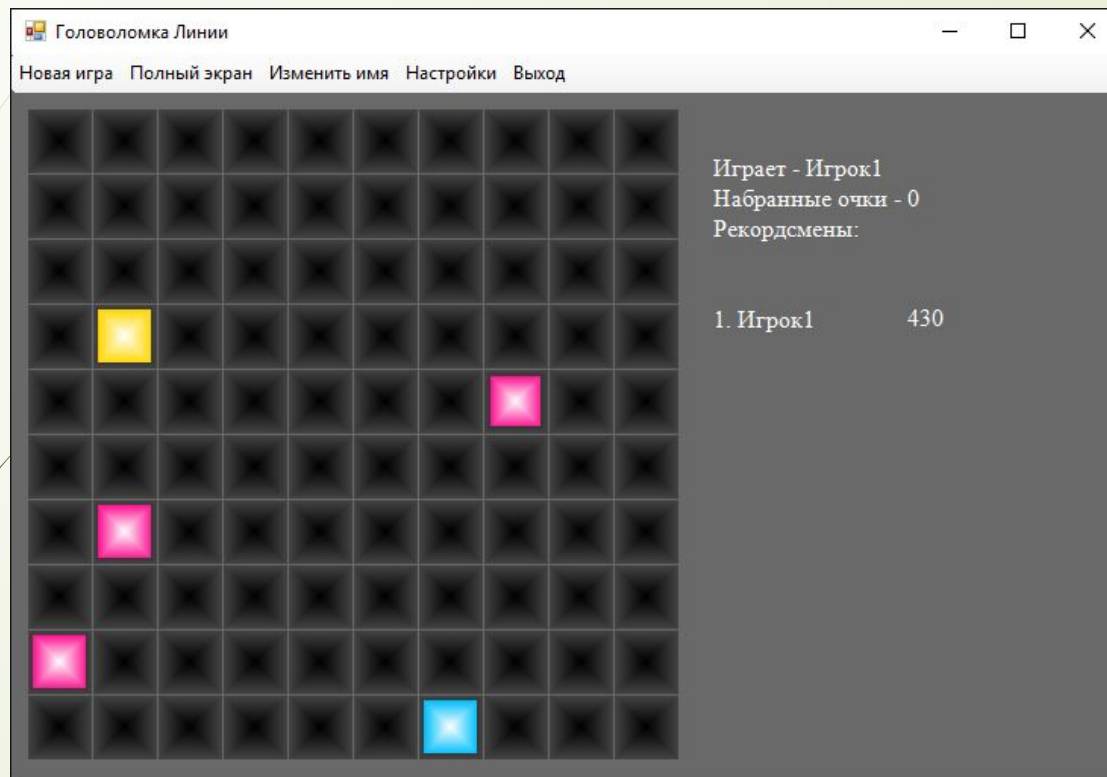 Головоломка Линии
Новая игра Полный экран Изменить имя Настройки Выход
Играет - Игрок1
Набранные очки - 0
Рекордсмены:
1. Игрок1 430